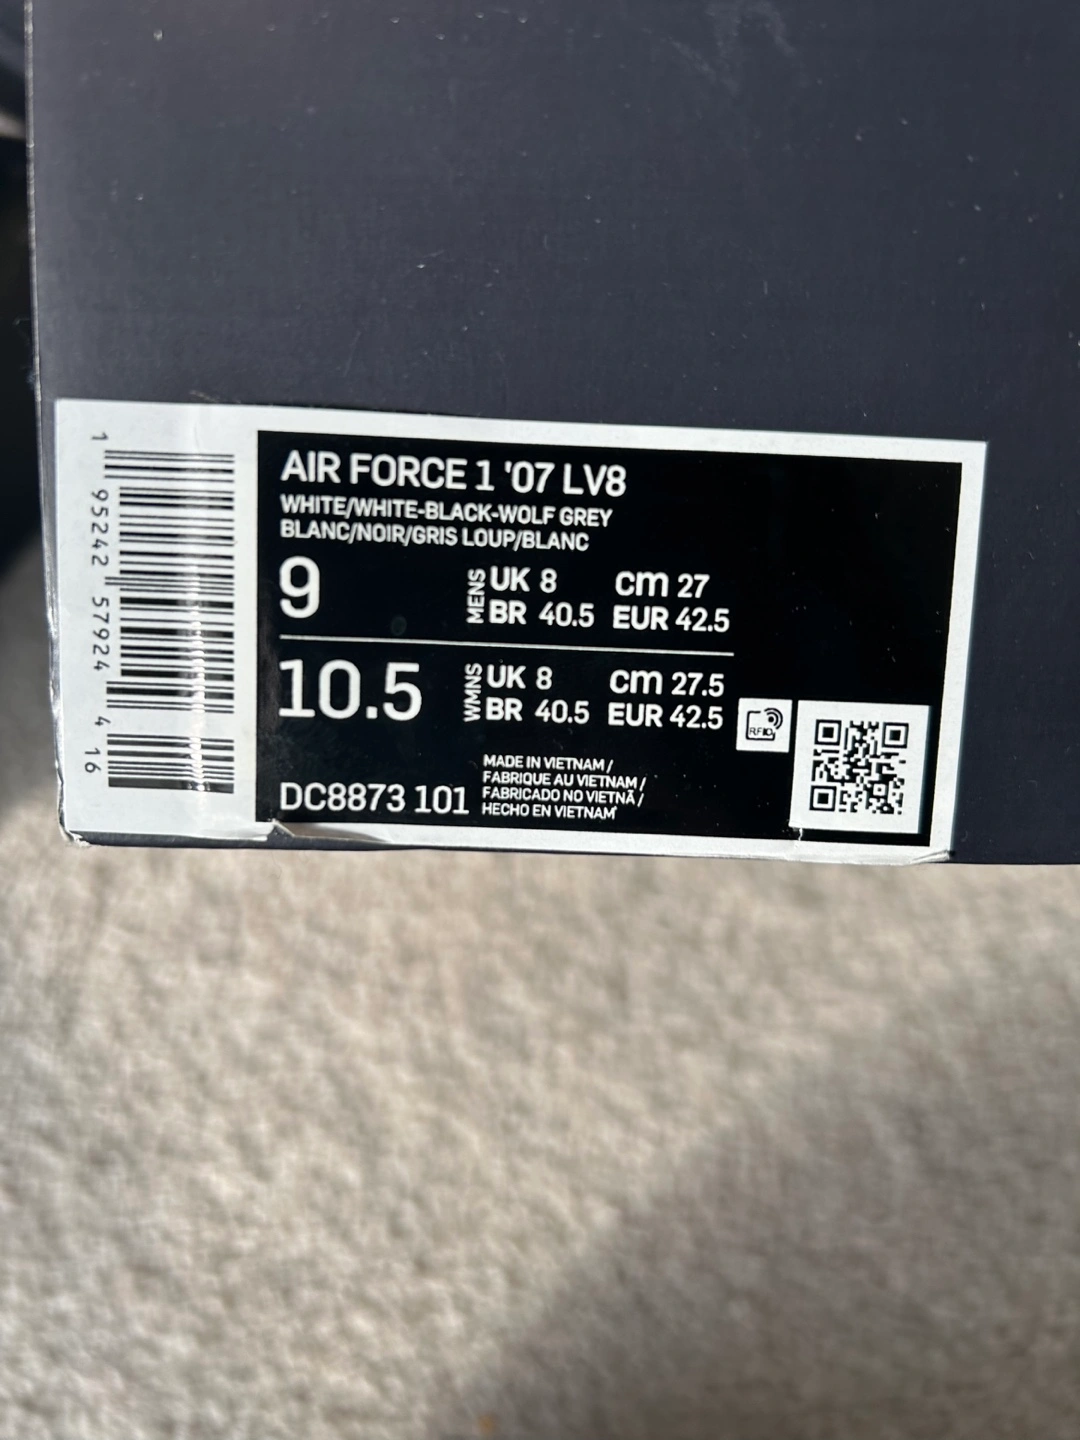 1 95242 57924 4 16
AIR FORCE 1 '07 LV8
WHITE/WHITE-BLACK-WOLF GREY
BLANC/NOIR/GRIS LOUP/BLANC
9 MENS UK 8 cm 27
BR 40.5 EUR 42.5
10.5 WMNS UK 8 cm 27.5
BR 40.5 EUR 42.5
RFID
MADE IN VIETNAM /
FABRIQUE AU VIETNAM /
FABRICADO NO VIETNÃ /
HECHO EN VIETNAM
DC8873 101